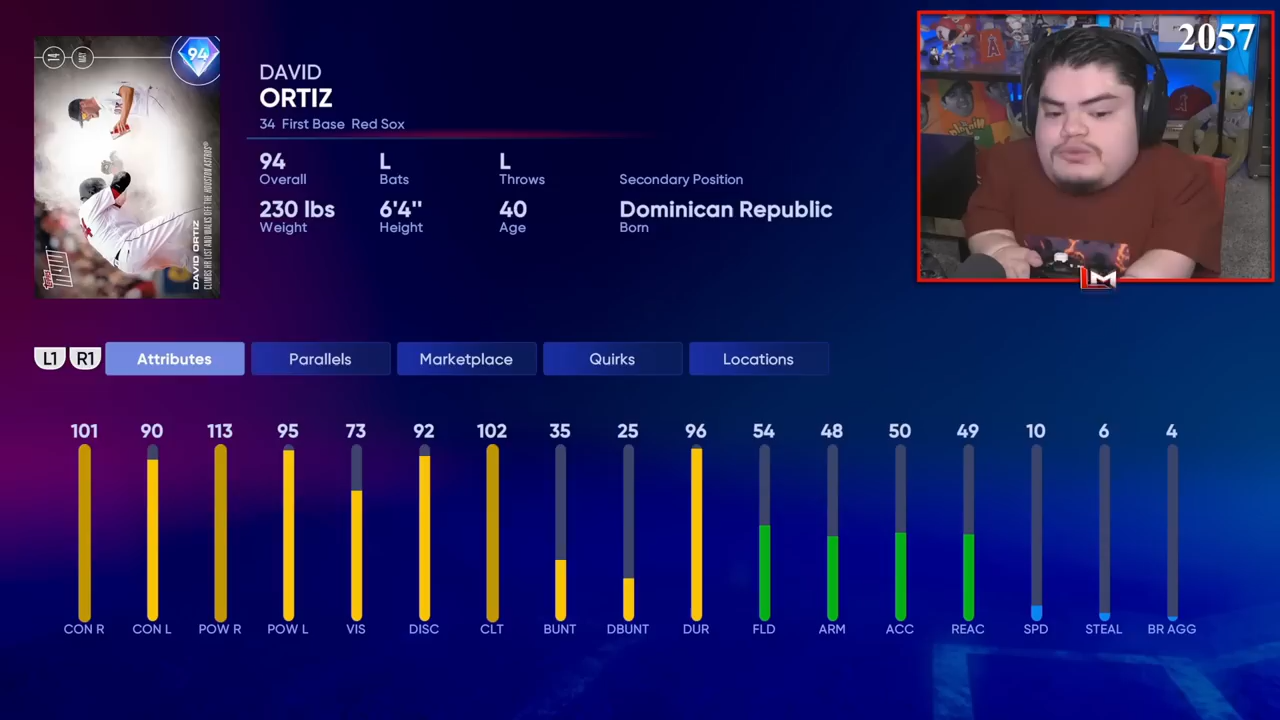 94
14
MAY
DAVID ORTIZ
CLIMBS HR LIST AND WALKS OFF THE HOUSTON ASTROS®
DAVID
ORTIZ
34 First Base Red Sox
94 L L
Overall Bats Throws Secondary Position
230 lbs 6'4'' 40 Dominican Republic
Weight Height Age Born
2057
LM
L1 R1 Attributes Parallels Marketplace Quirks Locations
101 90 113 95 73 92 102 35 25 96 54 48 50 49 10 6 4
CON R CON L POW R POW L VIS DISC CLT BUNT DBUNT DUR FLD ARM ACC REAC SPD STEAL BR AGG